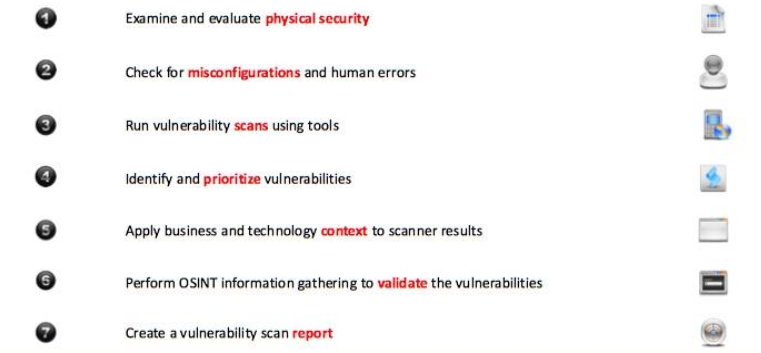 1 Examine and evaluate physical security
2 Check for misconfigurations and human errors
3 Run vulnerability scans using tools
4 Identify and prioritize vulnerabilities
5 Apply business and technology context to scanner results
6 Perform OSINT information gathering to validate the vulnerabilities
7 Create a vulnerability scan report